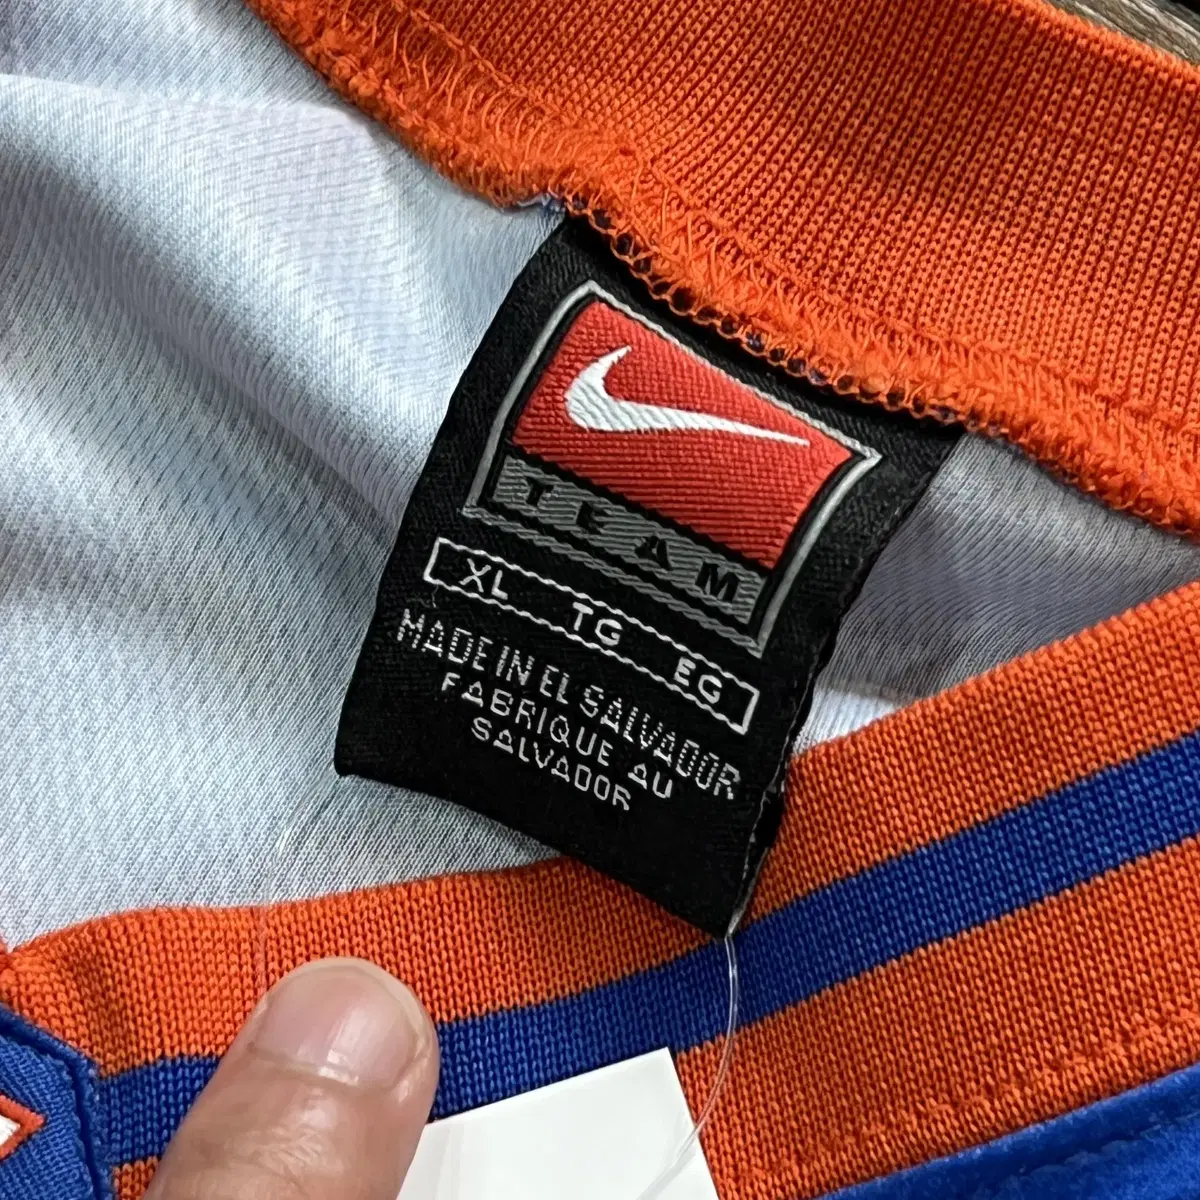 TEAM
XL TG EG
MADE IN EL SALVADOR
FABRIQUE AU
SALVADOR